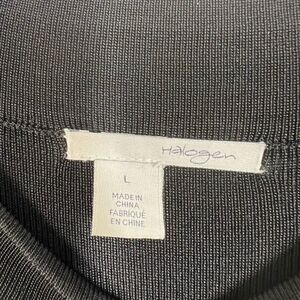 Halogen
L
MADE IN
CHINA
FABRIQUÉ
EN CHINE